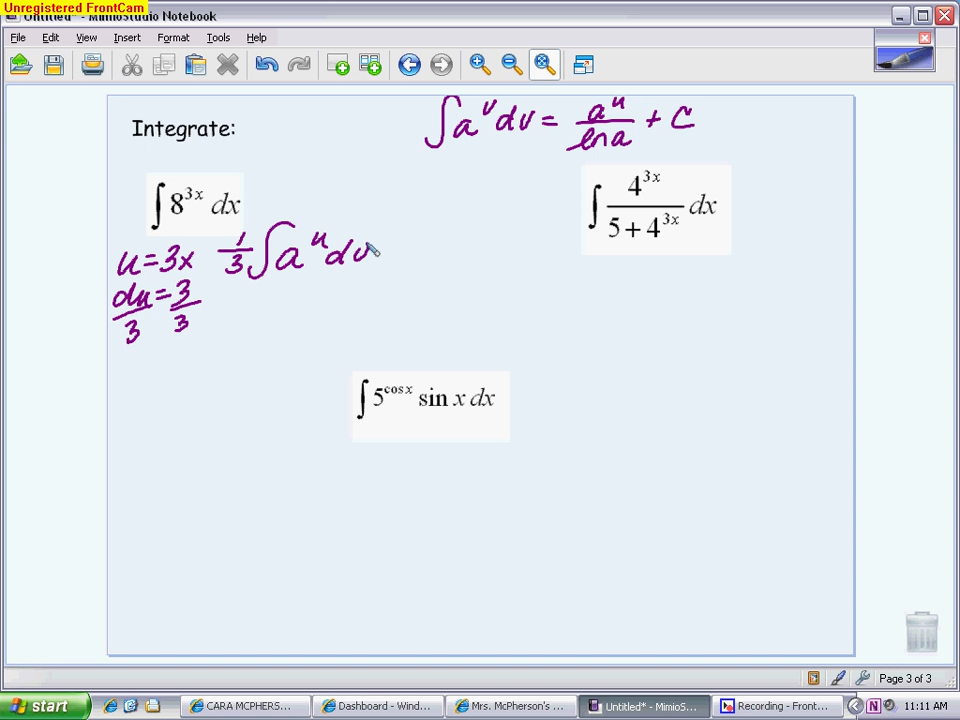 Unregistered FrontCam
Untitled* - MimioStudio Notebook
File Edit View Insert Format Tools Help
∫a^u du = a^u / ln a + C
Integrate:
∫ 8^{3x} dx
∫ 4^{3x} / (5 + 4^{3x}) dx
u = 3x 1/3 ∫ a^u du
du/3 = 3/3
∫ 5^{cos x} sin x dx
Page 3 of 3
start CARA MCPHERS... Dashboard - Wind... Mrs. McPherson's ... Untitled* - MimioS... Recording - Front... 11:11 AM